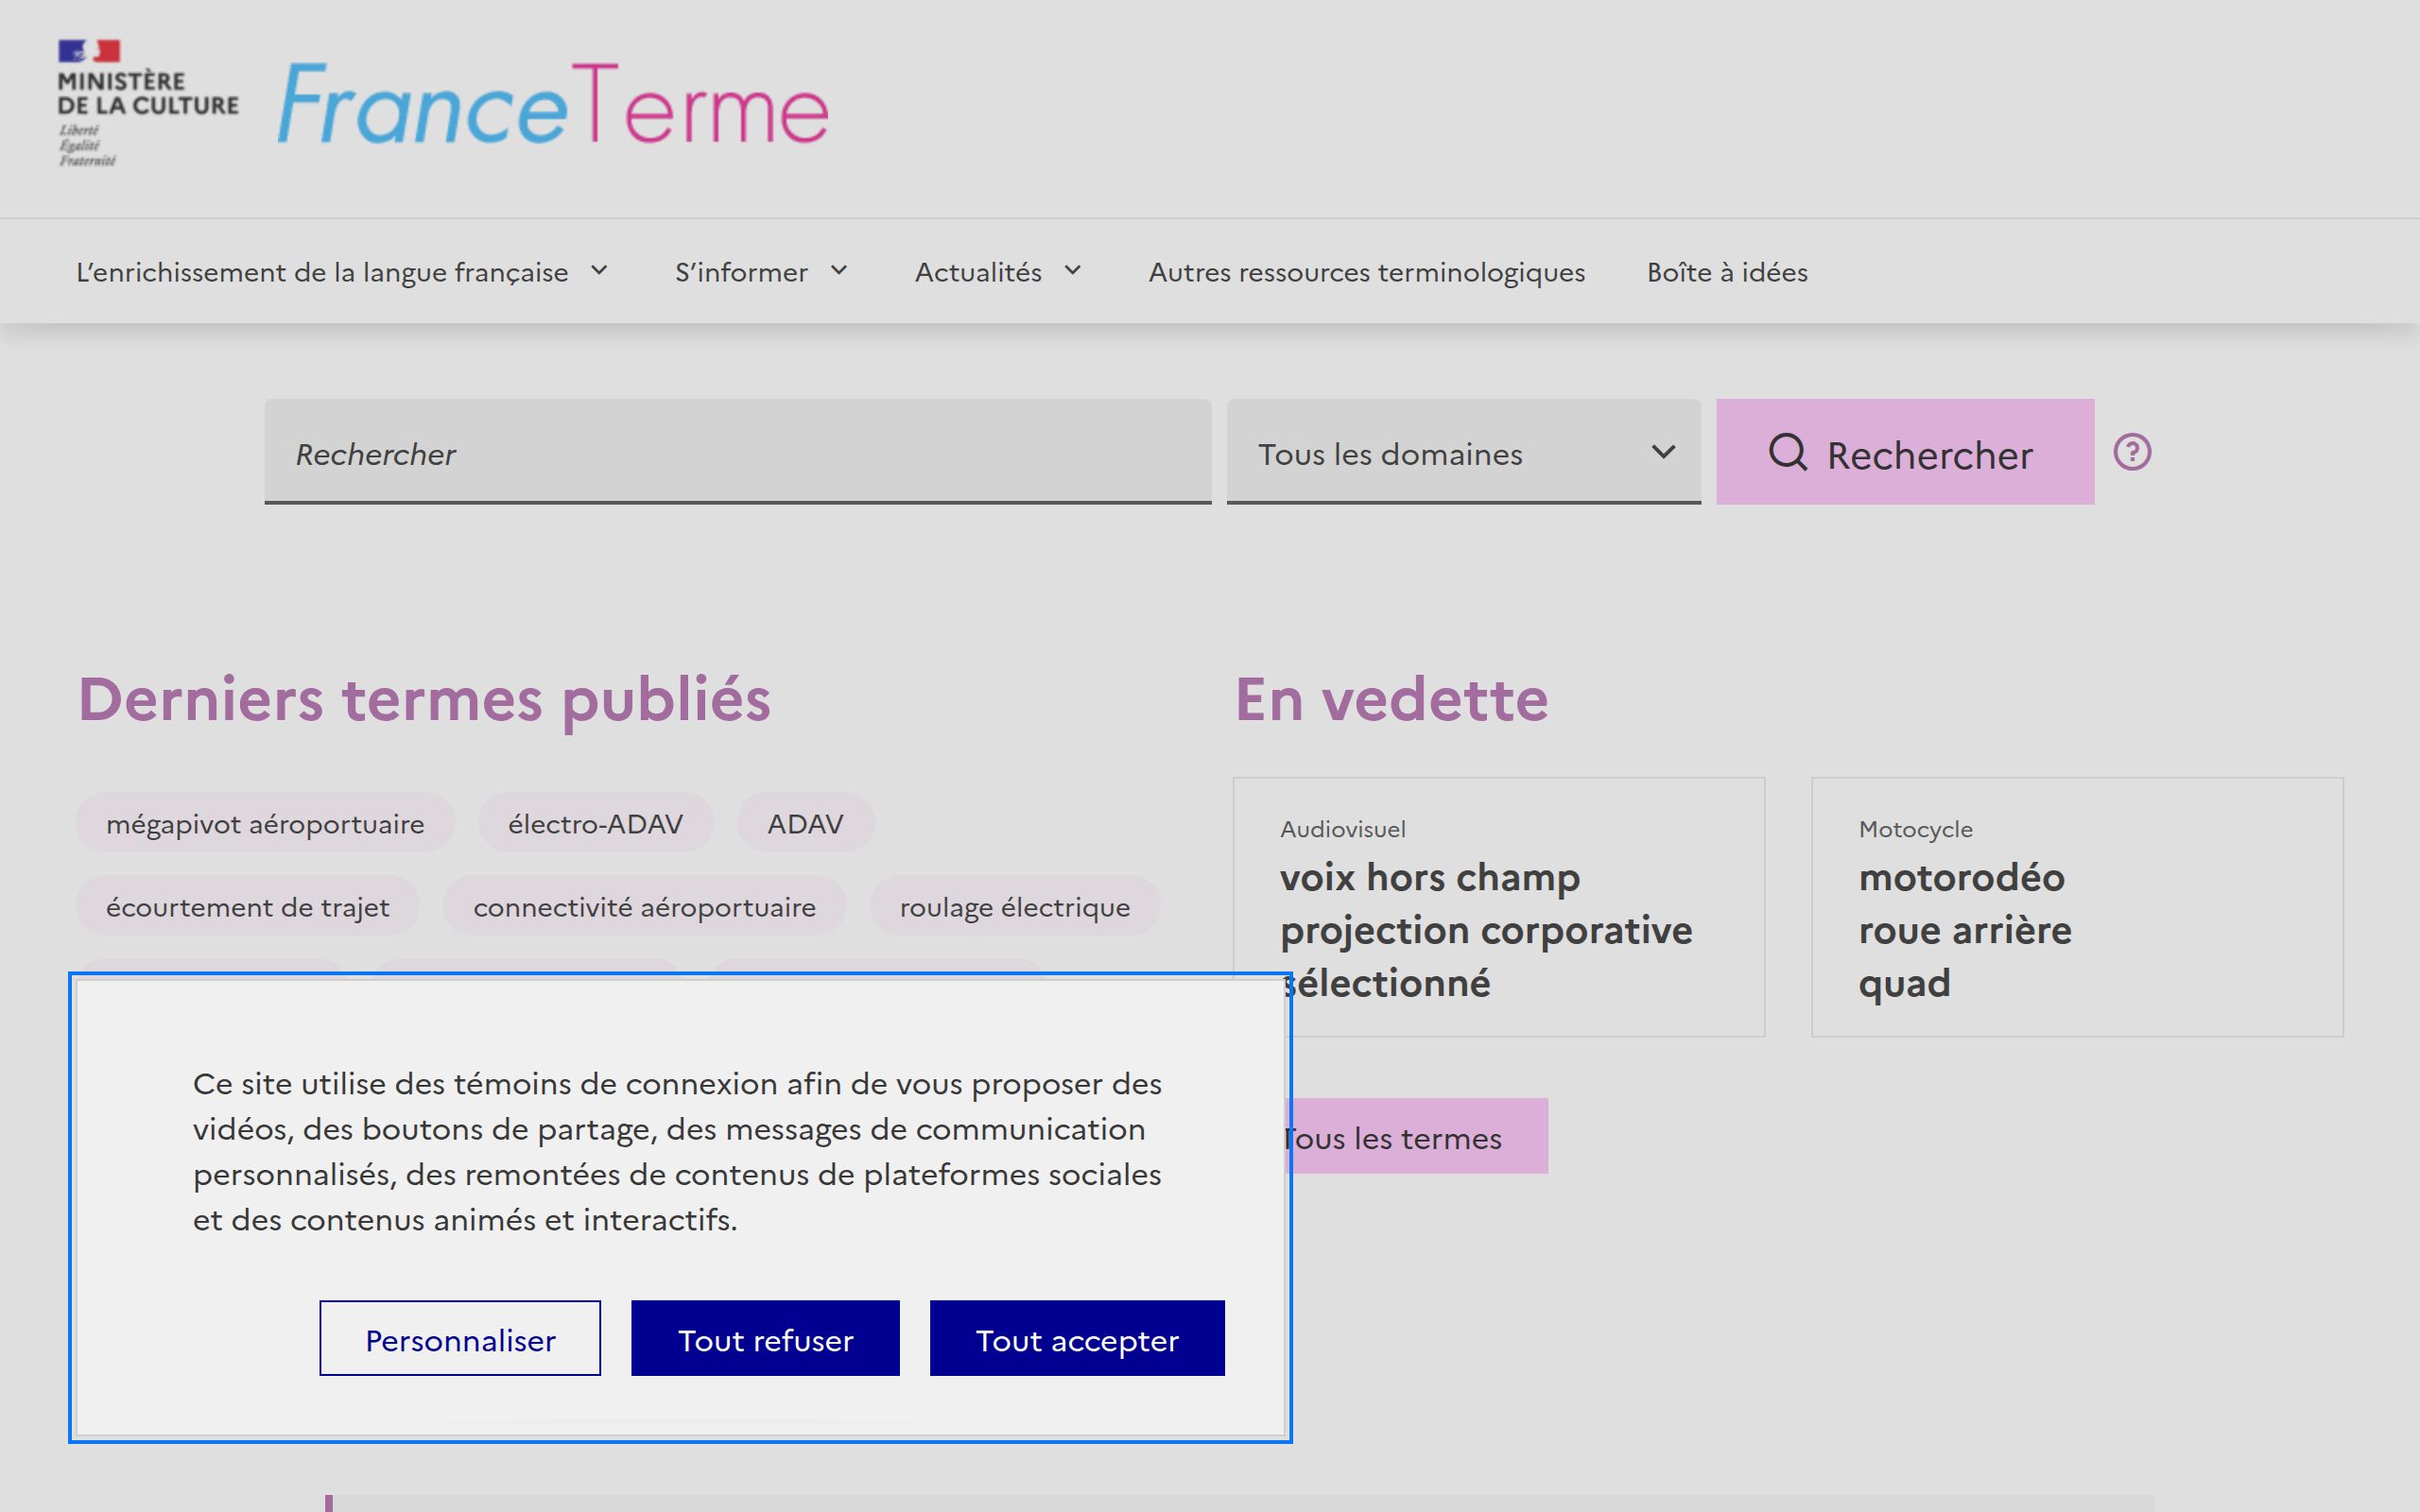 MINISTÈRE
DE LA CULTURE
Liberté
Égalité
Fraternité
FranceTerme
L’enrichissement de la langue française
S’informer
Actualités
Autres ressources terminologiques
Boîte à idées
Rechercher
Tous les domaines
Rechercher
?
Derniers termes publiés
mégapivot aéroportuaire
électro-ADAV
ADAV
écourtement de trajet
connectivité aéroportuaire
roulage électrique
En vedette
Audiovisuel
voix hors champ
projection corporative
sélectionné
Motocycle
motorodéo
roue arrière
quad
Tous les termes
Ce site utilise des témoins de connexion afin de vous proposer des
vidéos, des boutons de partage, des messages de communication
personnalisés, des remontées de contenus de plateformes sociales
et des contenus animés et interactifs.
Personnaliser
Tout refuser
Tout accepter